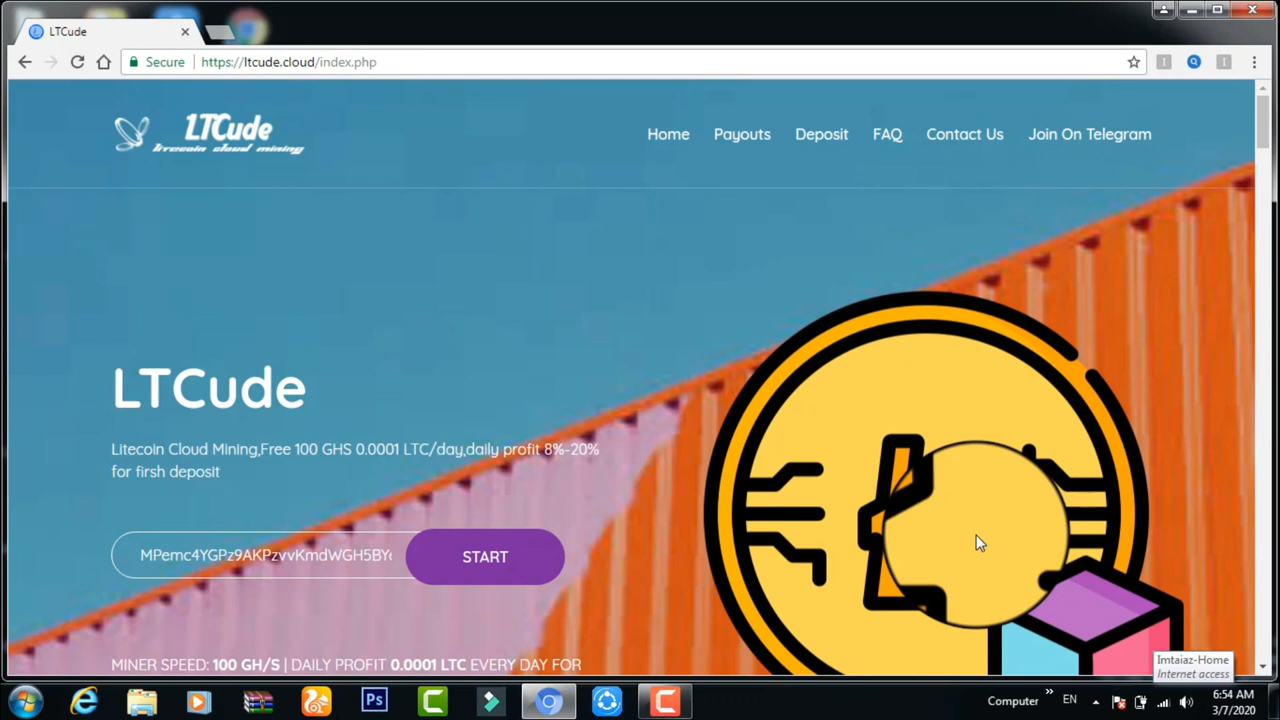 LTCude
Secure https://ltcude.cloud/index.php
LTCude
litecoin cloud mining
Home Payouts Deposit FAQ Contact Us Join On Telegram
LTCude
Litecoin Cloud Mining,Free 100 GHS 0.0001 LTC/day,daily profit 8%-20%
for firsh deposit
MPemc4YGPz9AKPzvvKmdWGH5BY
START
MINER SPEED: 100 GH/S | DAILY PROFIT 0.0001 LTC EVERY DAY FOR
Imtaiaz-Home
Internet access
Ps
Computer
EN
6:54 AM
3/7/2020